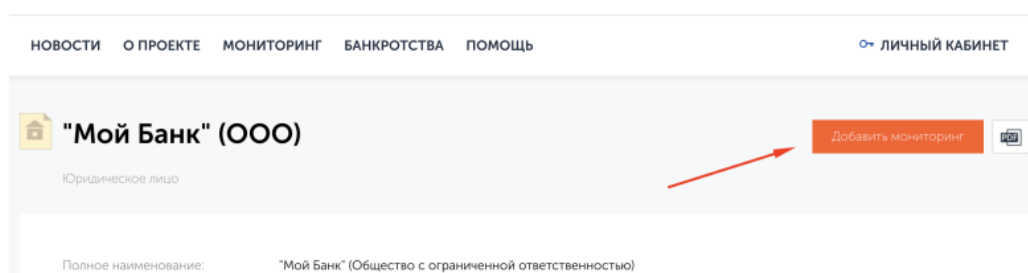 НОВОСТИ О ПРОЕКТЕ МОНИТОРИНГ БАНКРОТСТВА ПОМОЩЬ ЛИЧНЫЙ КАБИНЕТ
"Мой Банк" (ООО)
Добавить мониторинг PDF
Юридическое лицо
Полное наименование: "Мой Банк" (Общество с ограниченной ответственностью)